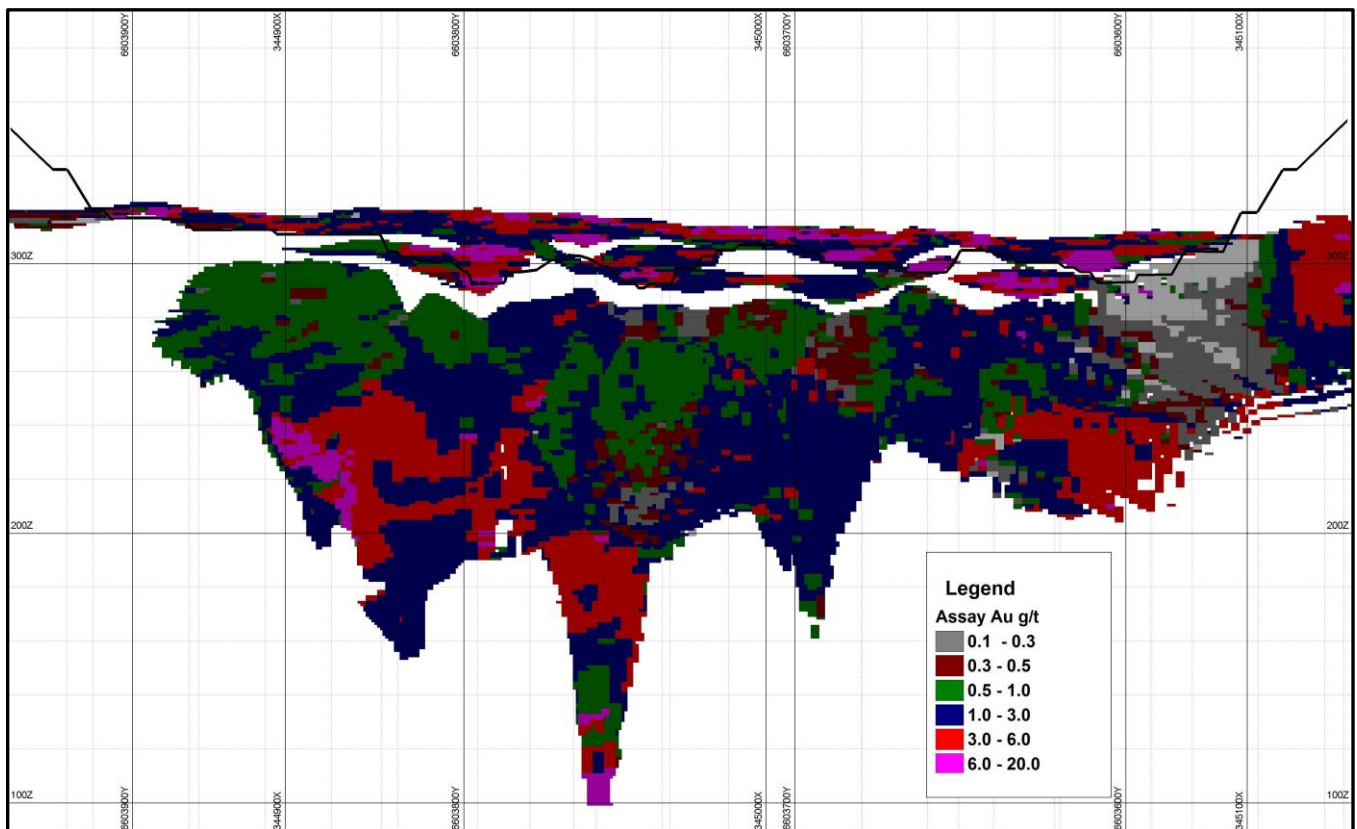 6603900Y
344900X
6603800Y
345000X
6603700Y
6603600Y
345100X
300Z
300Z
200Z
200Z
Legend
Assay Au g/t
0.1 - 0.3
0.3 - 0.5
0.5 - 1.0
1.0 - 3.0
3.0 - 6.0
6.0 - 20.0
100Z
100Z
6603900Y
344900X
6603800Y
345000X
6603700Y
6603600Y
345100X